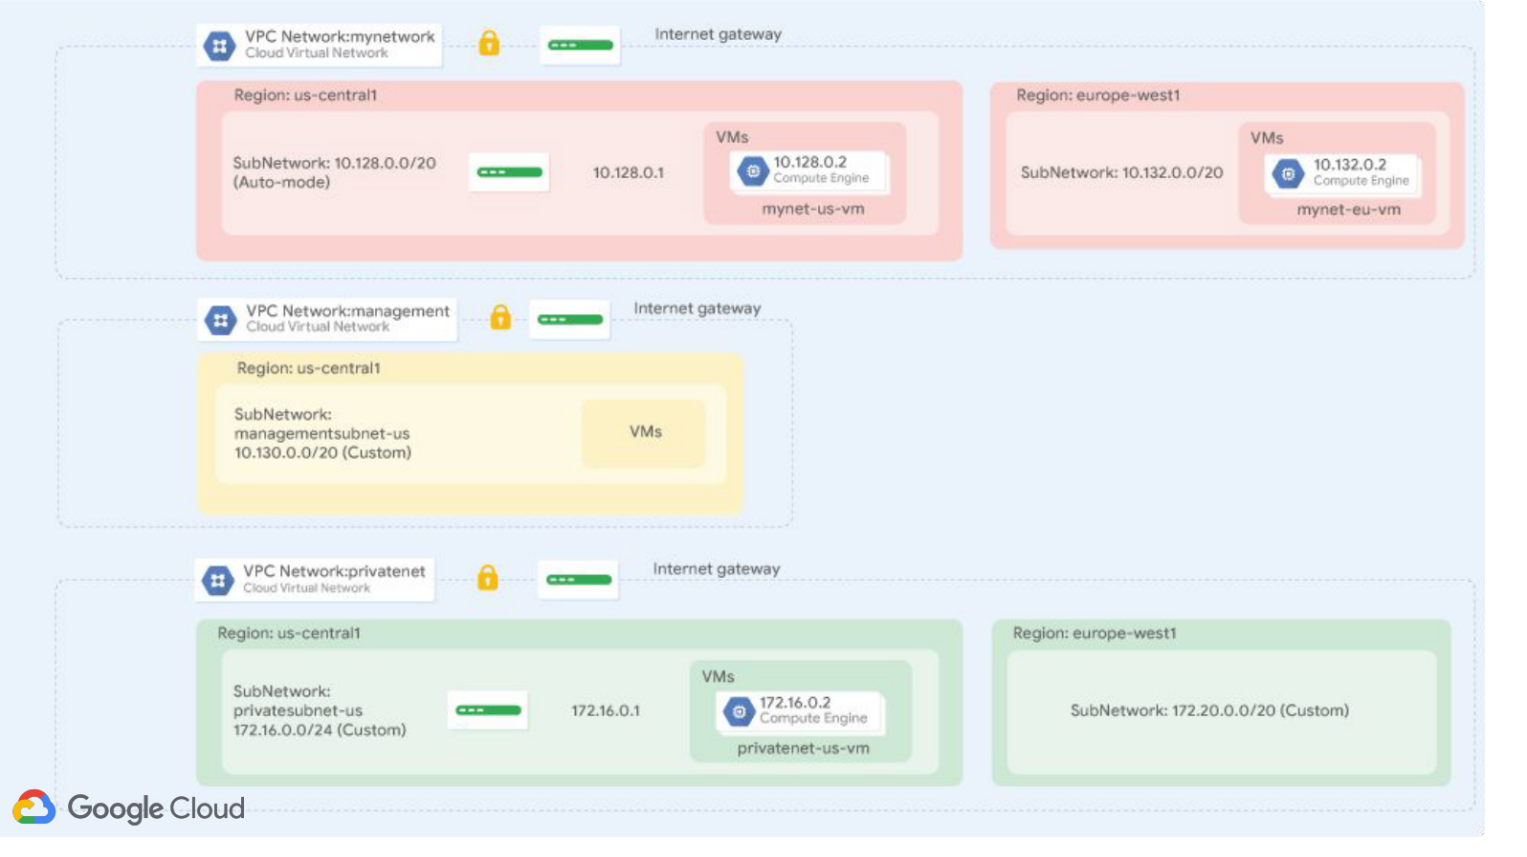 VPC Network:mynetwork
Cloud Virtual Network
Internet gateway
Region: us-central1
SubNetwork: 10.128.0.0/20
(Auto-mode)
10.128.0.1
VMs
10.128.0.2
Compute Engine
mynet-us-vm
Region: europe-west1
SubNetwork: 10.132.0.0/20
VMs
10.132.0.2
Compute Engine
mynet-eu-vm
VPC Network:management
Cloud Virtual Network
Internet gateway
Region: us-central1
SubNetwork:
managementsubnet-us
10.130.0.0/20 (Custom)
VMs
VPC Network:privatenet
Cloud Virtual Network
Internet gateway
Region: us-central1
SubNetwork:
privatesubnet-us
172.16.0.0/24 (Custom)
172.16.0.1
VMs
172.16.0.2
Compute Engine
privatenet-us-vm
Region: europe-west1
SubNetwork: 172.20.0.0/20 (Custom)
Google Cloud